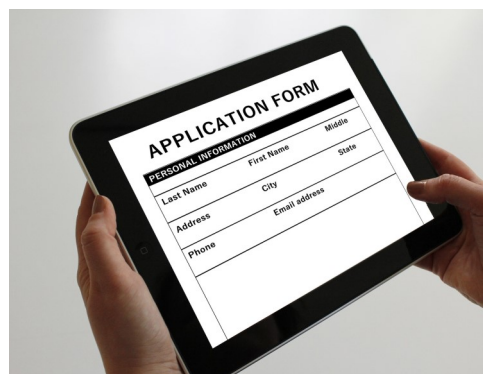 APPLICATION FORM
PERSONAL INFORMATION
Last Name First Name Middle
Address City State
Phone Email address